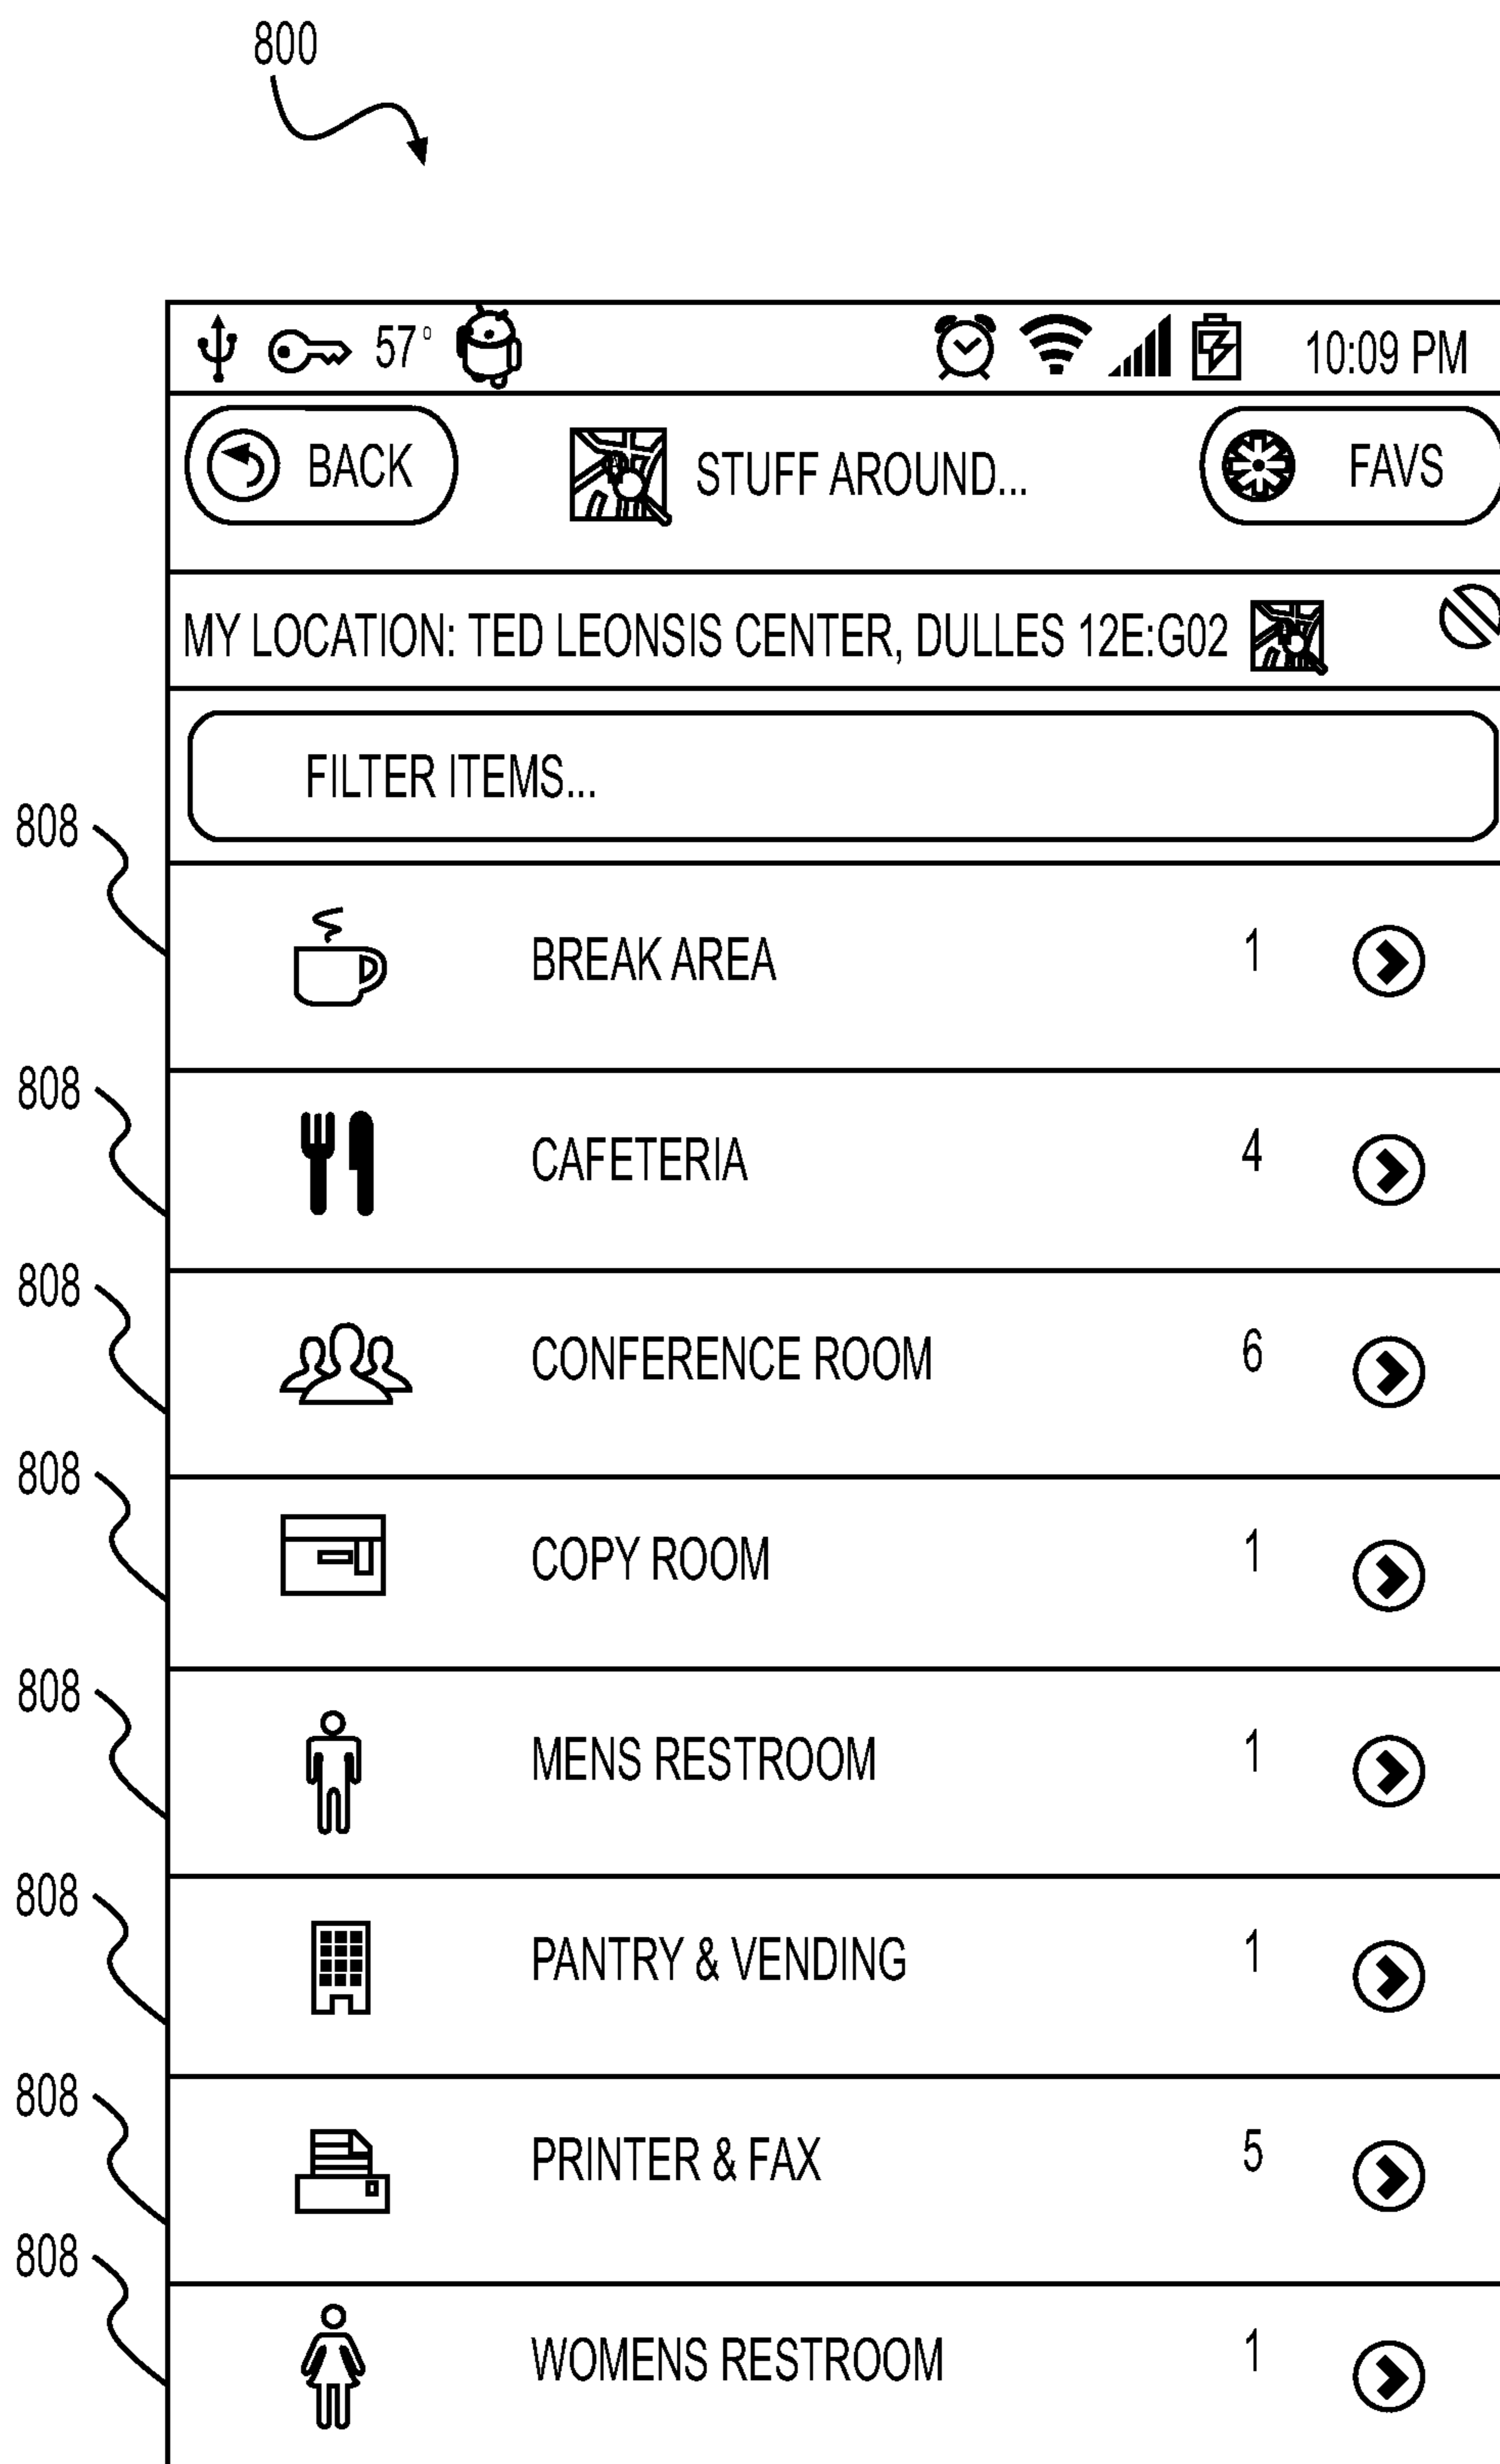 800
57° 10:09 PM
BACK STUFF AROUND... FAVS
MY LOCATION: TED LEONSIS CENTER, DULLES 12E:G02
FILTER ITEMS...
808
BREAK AREA 1
808
CAFETERIA 4
808
CONFERENCE ROOM 6
808
COPY ROOM 1
808
MENS RESTROOM 1
808
PANTRY & VENDING 1
808
PRINTER & FAX 5
808
WOMENS RESTROOM 1